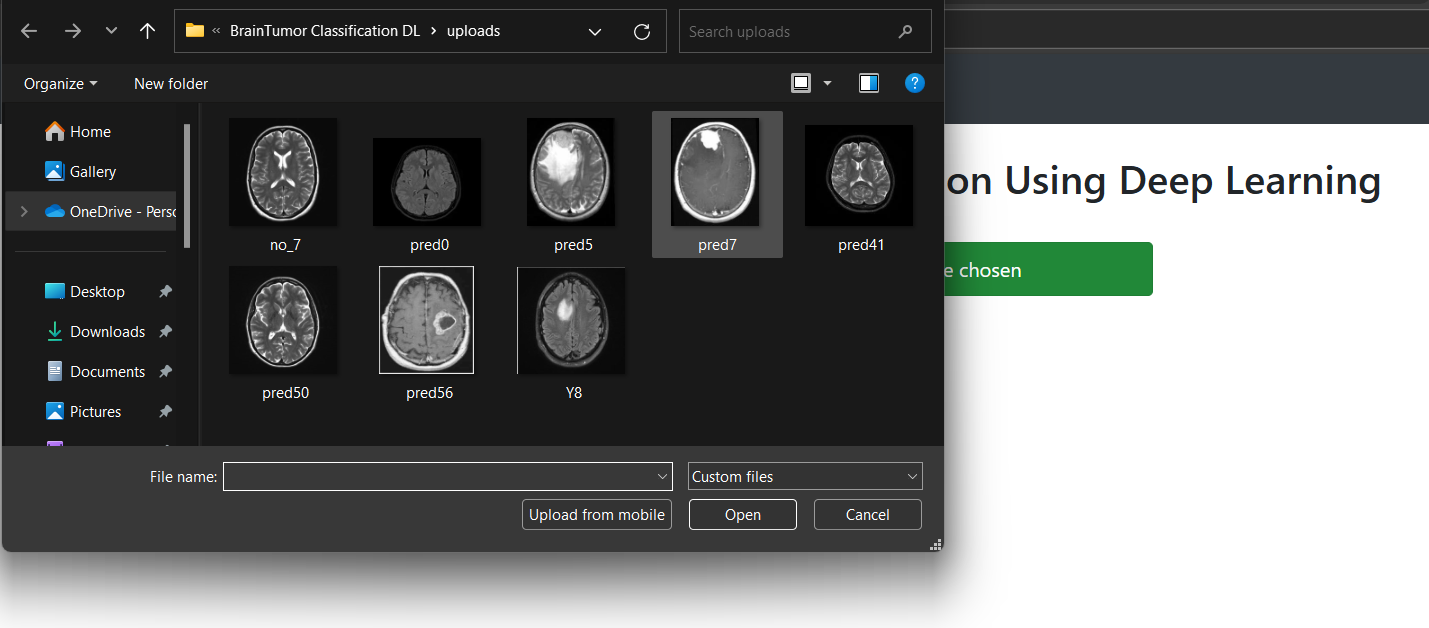 « BrainTumor Classification DL › uploads
Search uploads
Organize
New folder
?
Home
Gallery
OneDrive - Perso
Desktop
Downloads
Documents
Pictures
no_7
pred0
pred5
pred7
pred41
pred50
pred56
Y8
on Using Deep Learning
e chosen
File name:
Custom files
Upload from mobile
Open
Cancel